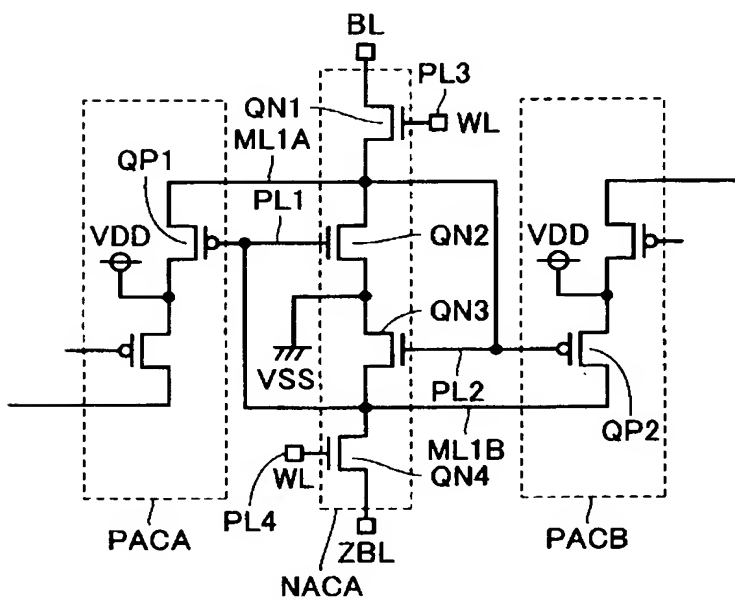 BL
PL3
QN1
WL
ML1A
QP1
PL1
VDD
QN2
VDD
QN3
VSS
PL2
QP2
ML1B
WL
QN4
PL4
PACA
ZBL
PACB
NACA